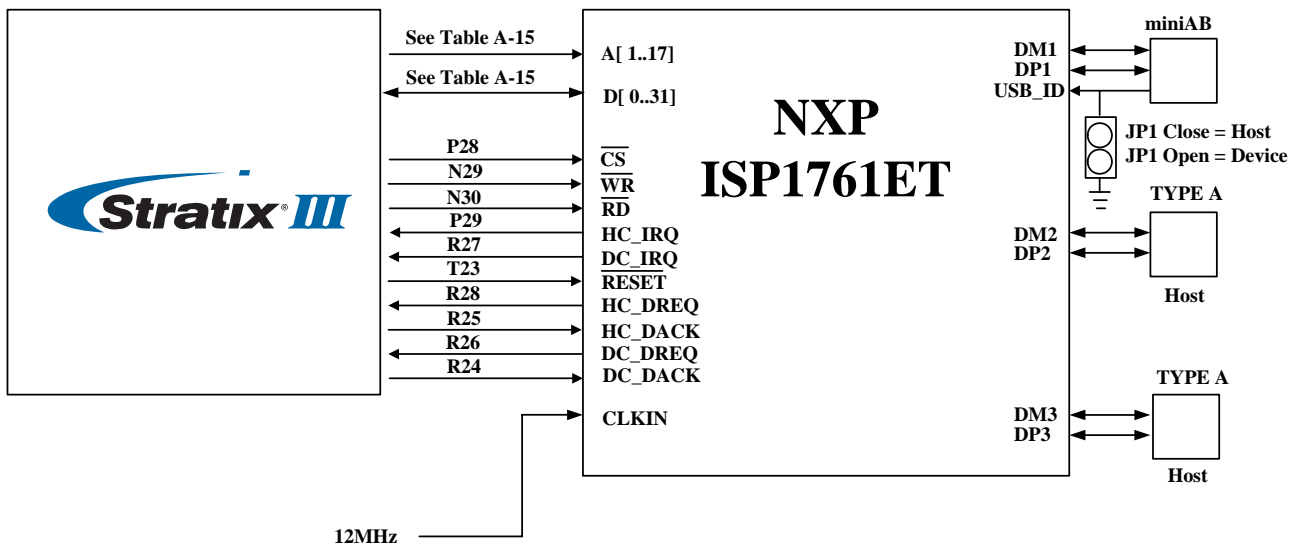 See Table A-15
See Table A-15
P28
N29
N30
P29
R27
T23
R28
R25
R26
R24
12MHz
Stratix® III
A[ 1..17]
D[ 0..31]
CS
WR
RD
HC_IRQ
DC_IRQ
RESET
HC_DREQ
HC_DACK
DC_DREQ
DC_DACK
CLKIN
NXP
ISP1761ET
DM1
DP1
USB_ID
DM2
DP2
DM3
DP3
miniAB
JP1 Close = Host
JP1 Open = Device
TYPE A
Host
TYPE A
Host